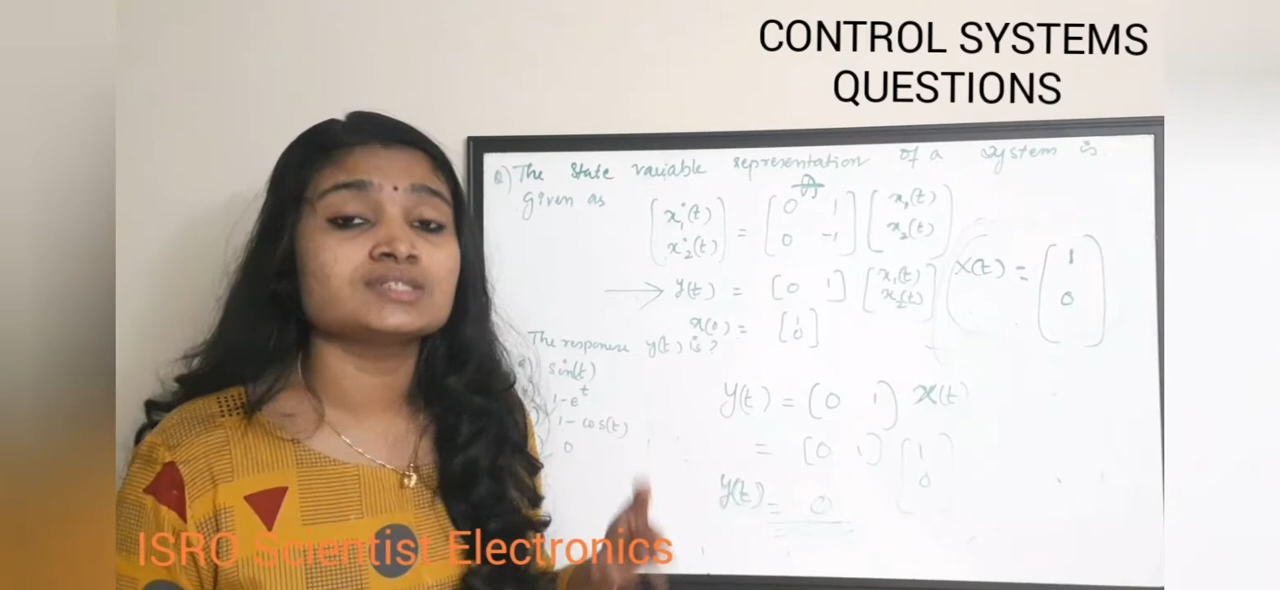 CONTROL SYSTEMS
QUESTIONS
Q) The state variable representation of a system is
given as [ẋ₁(t) ẋ₂(t)] = [0 1 0 -1] [x₁(t) x₂(t)]
→ y(t) = [0 1] [x₁(t) x₂(t)]
X(t) = [1 0]
x(0) = [1 0]
The response y(t) is?
sin(t)
1-e^t
1-cos(t)
0
Y(t) = [0 1] X(t)
= [0 1] [1 0]
y(t) = 0
ISRO Scientist Electronics